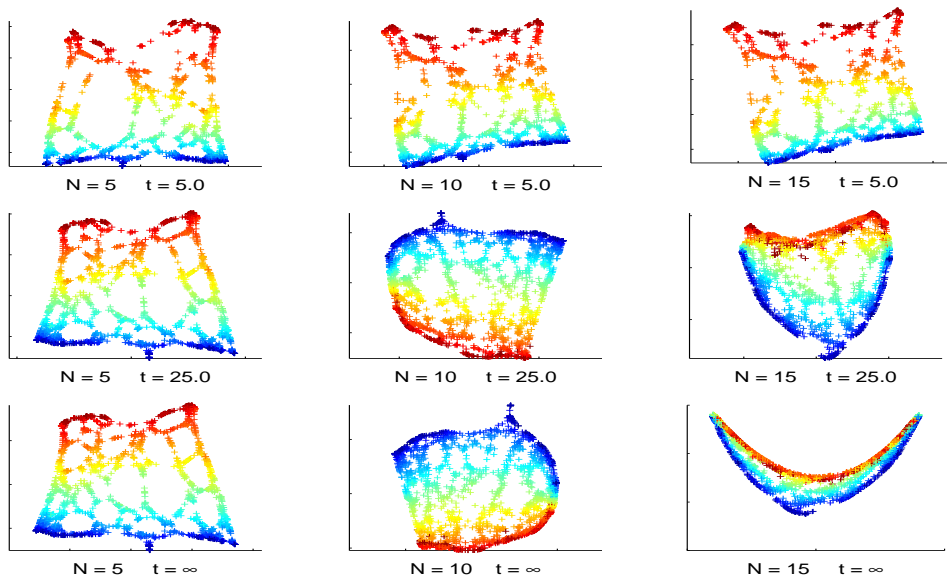 N = 5 t = 5.0
N = 10 t = 5.0
N = 15 t = 5.0
N = 5 t = 25.0
N = 10 t = 25.0
N = 15 t = 25.0
N = 5 t = ∞
N = 10 t = ∞
N = 15 t = ∞